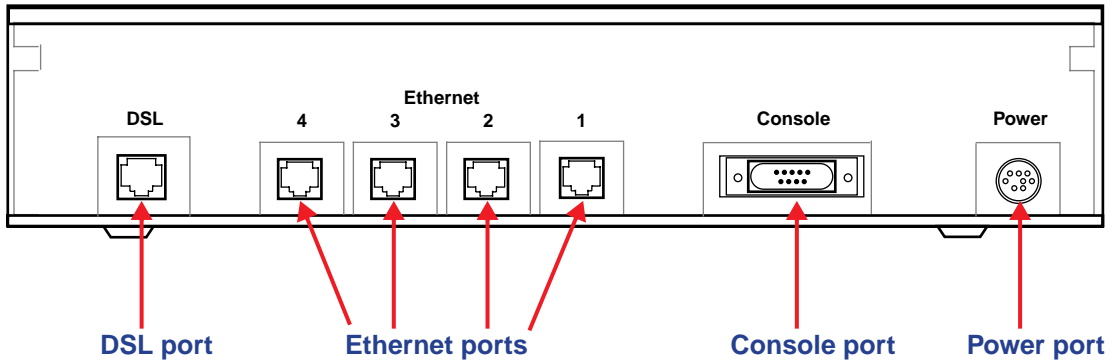 Ethernet
DSL 4 3 2 1 Console Power
DSL port Ethernet ports Console port Power port